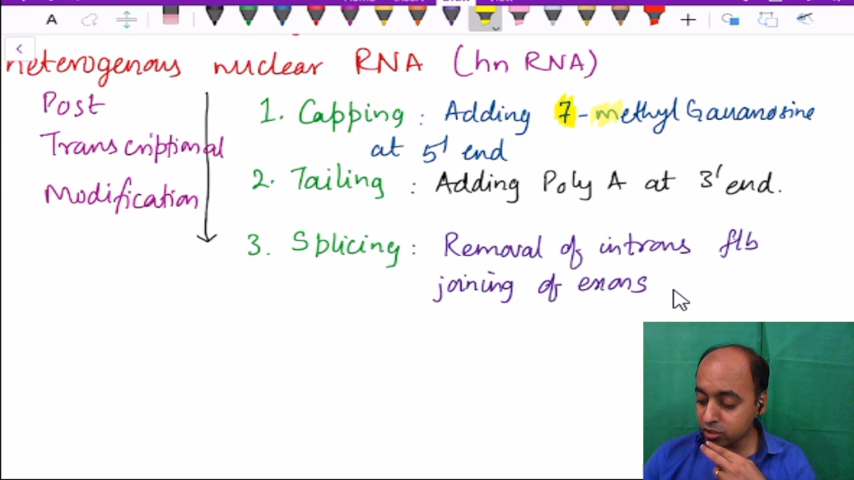 Heterogenous nuclear RNA (hn RNA)
Post
Transcriptional
Modification
1. Capping : Adding 7-methyl Gauanosine
at 5' end
2. Tailing : Adding Poly A at 3' end.
3. Splicing : Removal of introns f/b
joining of exons